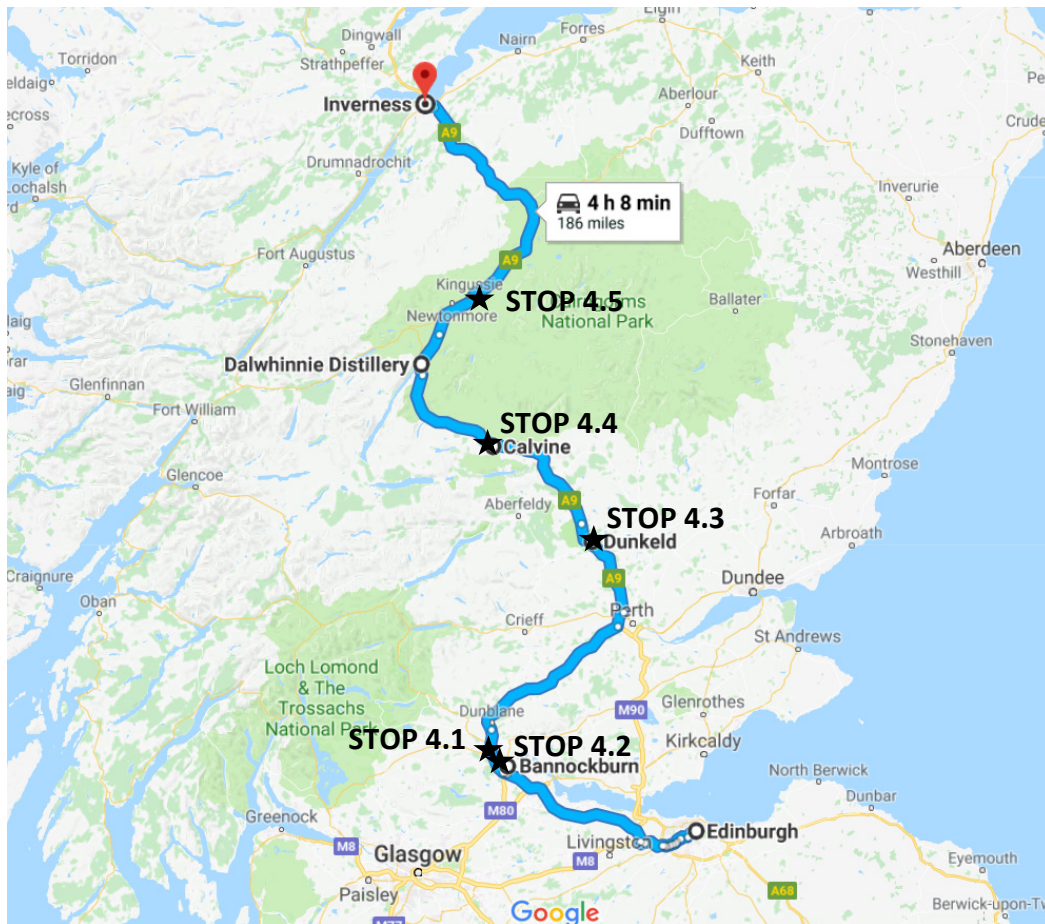 Elgin
Dingwall
Forres
Nairn
Torridon
Strathpeffer
Keith
Inverness
Aberlour
A9
Dufftown
Drumnadrochit
Kyle of
Lochalsh
4 h 8 min
186 miles
Inverurie
Fort Augustus
A9
Aberdeen
Westhill
Kingussie
STOP 4.5
Ballater
Newtonmore
National Park
Stonehaven
Dalwhinnie Distillery
Glenfinnan
Fort William
STOP 4.4
Calvine
Montrose
Glencoe
A9
Aberfeldy
Forfar
STOP 4.3
Arbroath
Dunkeld
Craignure
A9
Dundee
Oban
Crieff
Perth
St Andrews
Loch Lomond
& The
Trossachs
National Park
M90
Glenrothes
Dunblane
STOP 4.1
STOP 4.2
Kirkcaldy
Bannockburn
North Berwick
M80
Dunbar
Greenock
Edinburgh
Livingston
M8
Glasgow
M8
Eyemouth
Paisley
A68
Berwick-upon-Tw
M77
Google